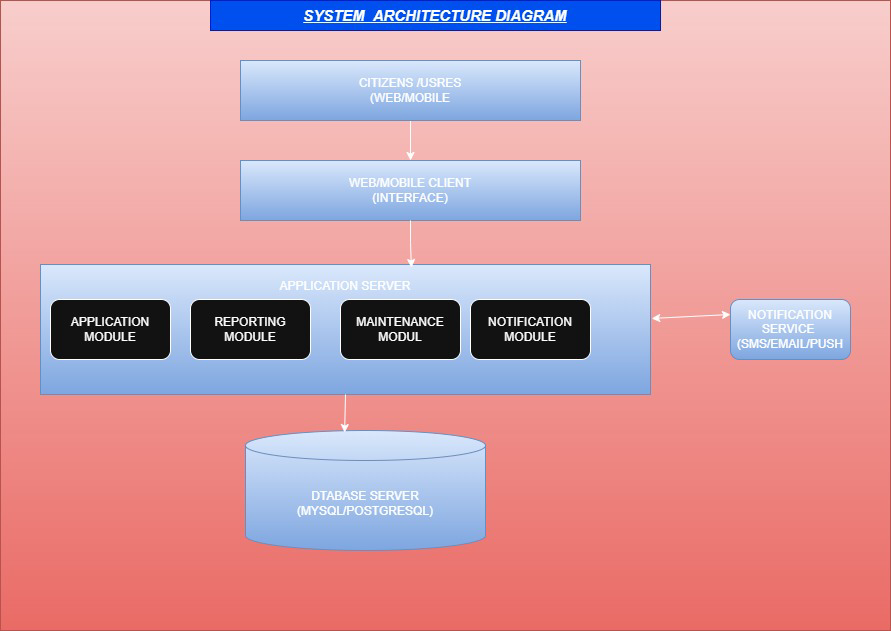 SYSTEM ARCHITECTURE DIAGRAM
CITIZENS /USRES
(WEB/MOBILE
WEB/MOBILE CLIENT
(INTERFACE)
APPLICATION SERVER
APPLICATION
MODULE
REPORTING
MODULE
MAINTENANCE
MODUL
NOTIFICATION
MODULE
NOTIFICATION
SERVICE
(SMS/EMAIL/PUSH
DTABASE SERVER
(MYSQL/POSTGRESQL)